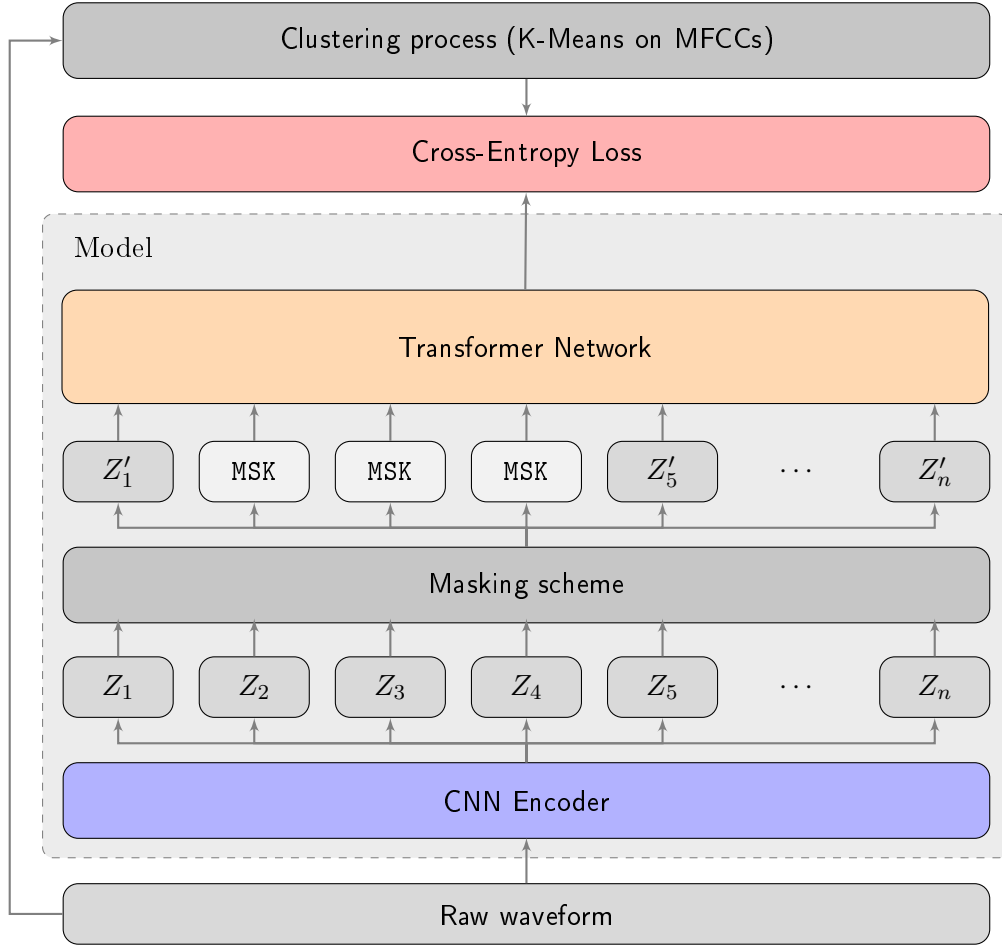 Clustering process (K-Means on MFCCs)
Cross-Entropy Loss
Model
Transformer Network
Z′₁ MSK MSK MSK Z′₅ ⋯ Z′ₙ
Masking scheme
Z₁ Z₂ Z₃ Z₄ Z₅ ⋯ Zₙ
CNN Encoder
Raw waveform